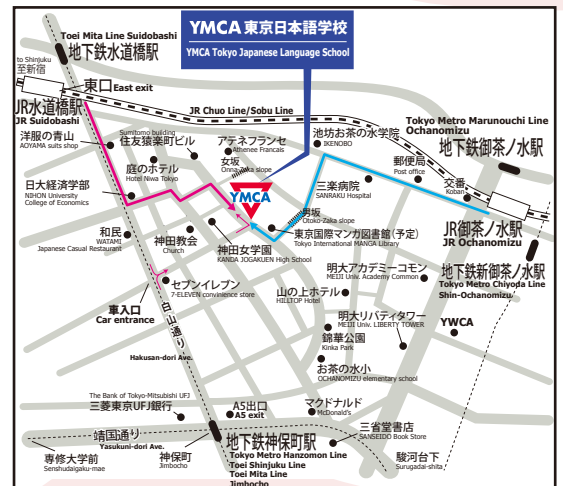 YMCA 東京日本語学校
YMCA Tokyo Japanese Language School
Toei Mita Line Suidobashi
地下鉄水道橋駅
to Shinjuku
至新宿
東口 East exit
JR Chuo Line/Sobu Line
JR水道橋駅
JR Suidobashi
洋服の青山
AOYAMA suits shop
Sumitomo building
住友猿楽町ビル
アテネフランセ
Athenee Francais
池坊お茶の水学院
IKENOBO
Tokyo Metro Marunouchi Line
Ochanomizu
地下鉄御茶ノ水駅
女坂
Onna-zaka slope
庭のホテル
Hotel Niwa Tokyo
郵便局
Post office
日大経済学部
NIHON University
College of Economics
YMCA
三楽病院
SANRAKU Hospital
交番
Koban
男坂
Otoko-Zaka slope
JR御茶ノ水駅
JR Ochanomizu
和民
WATAMI
Japanese Casual Restaurant
神田教会
Church
神田女学園
KANDA JOGAKUEN High School
東京国際マンガ図書館(予定)
Tokyo International MANGA Library
地下鉄新御茶ノ水駅
Tokyo Metro Chiyoda Line
Shin-Ochanomizu
セブンイレブン
7-ELEVEN convinience store
明大アカデミーコモン
MEIJI Univ. Academy Common
山の上ホテル
HILLTOP Hotel
車入口
Car entrance
白山通り
Hakusan-dori Ave.
明大リバティタワー
MEIJI Univ. LIBERTY TOWER
YWCA
錦華公園
Kinka Park
お茶の水小
OCHANOMIZU elementary school
The Bank of Tokyo-Mitsubishi UFJ
三菱東京UFJ銀行
A5出口
A5 exit
マクドナルド
McDonald's
靖国通り
Yasukuni-dori Ave.
三省堂書店
SANSEIDO Book Store
専修大学前
Senshudaigaku-mae
神保町
Jimbocho
地下鉄神保町駅
Tokyo Metro Hanzomon Line
Toei Shinjuku Line
Toei Mita Line
Jimbocho
駿河台下
Surugadai-shita